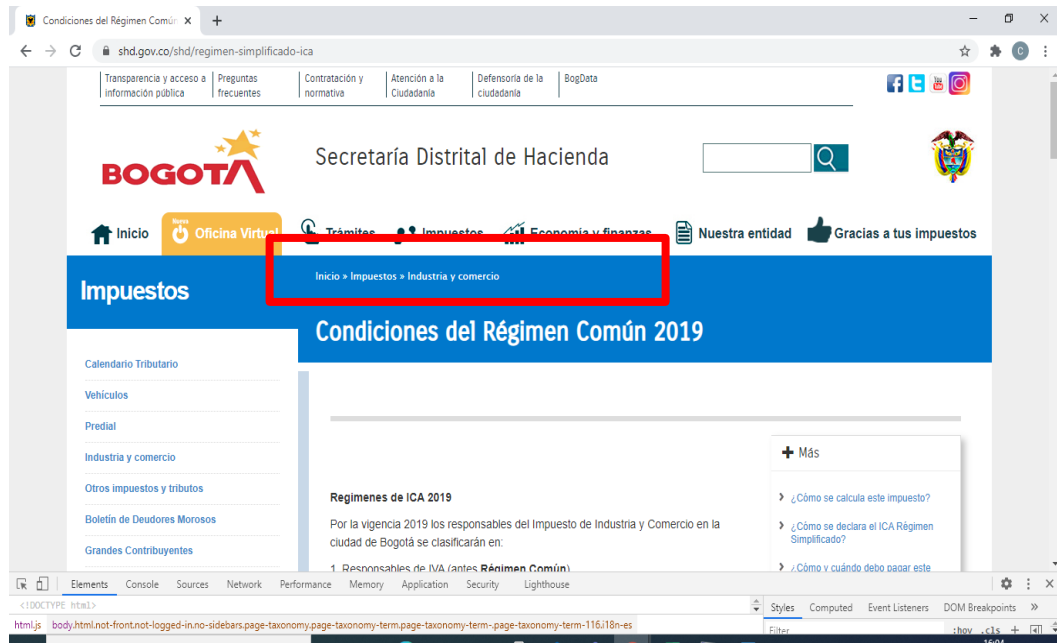 Condiciones del Régimen Común
shd.gov.co/shd/regimen-simplificado-ica
C
Transparencia y acceso a información pública
Preguntas frecuentes
Contratación y normativa
Atención a la Ciudadanía
Defensoría de la ciudadanía
BogData
You Tube
BOGOTÁ
Secretaría Distrital de Hacienda
Inicio
Nuevo
Oficina Virtual
Trámites
Impuestos
Economía y finanzas
Nuestra entidad
Gracias a tus impuestos
Impuestos
Inicio » Impuestos » Industria y comercio
Condiciones del Régimen Común 2019
Calendario Tributario
Vehículos
Predial
Industria y comercio
Otros impuestos y tributos
Boletín de Deudores Morosos
Grandes Contribuyentes
Regimenes de ICA 2019
Por la vigencia 2019 los responsables del Impuesto de Industria y Comercio en la
ciudad de Bogotá se clasificarán en:
1. Responsables de IVA (antes Régimen Común)
Más
¿Cómo se calcula este impuesto?
¿Cómo se declara el ICA Régimen
Simplificado?
¿Cómo y cuándo debo pagar este
Elements Console Sources Network Performance Memory Application Security Lighthouse
<!DOCTYPE html>
Styles Computed Event Listeners DOM Breakpoints »
html.js body.html.not-front.not-logged-in.no-sidebars.page-taxonomy.page-taxonomy-term.page-taxonomy-term-.page-taxonomy-term-116.i18n-es
Filter :hov .cls +
16:04